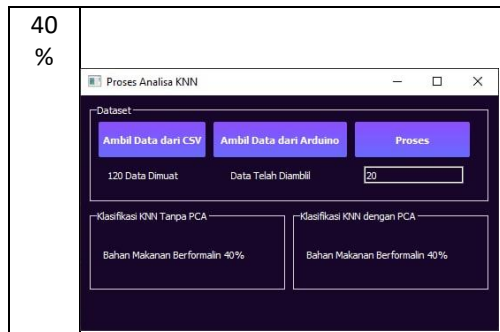 40
%
Proses Analisa KNN
Dataset
Ambil Data dari CSV
Ambil Data dari Arduino
Proses
120 Data Dimuat
Data Telah Diambil
20
Klasifikasi KNN Tanpa PCA
Klasifikasi KNN dengan PCA
Bahan Makanan Berformalin 40%
Bahan Makanan Berformalin 40%